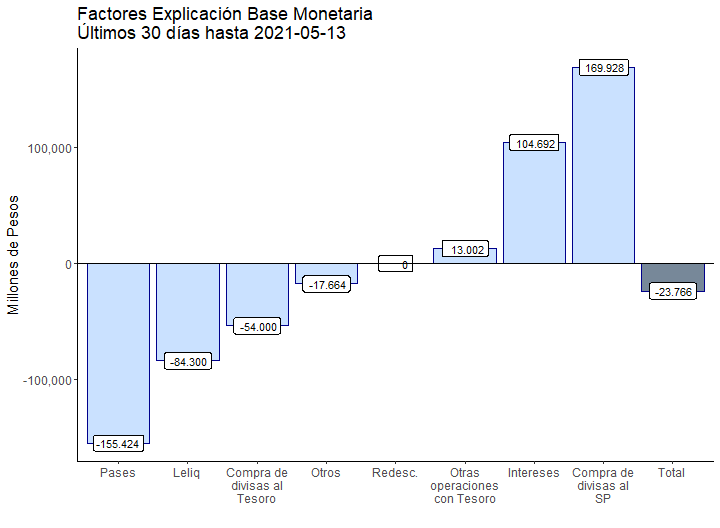 Factores Explicación Base Monetaria
Últimos 30 días hasta 2021-05-13
Millones de Pesos
100,000
0
-100,000
-155.424
-84.300
-54.000
-17.664
0
13.002
104.692
169.928
-23.766
Pases
Leliq
Compra de
divisas al
Tesoro
Otros
Redesc.
Otras
operaciones
con Tesoro
Intereses
Compra de
divisas al
SP
Total